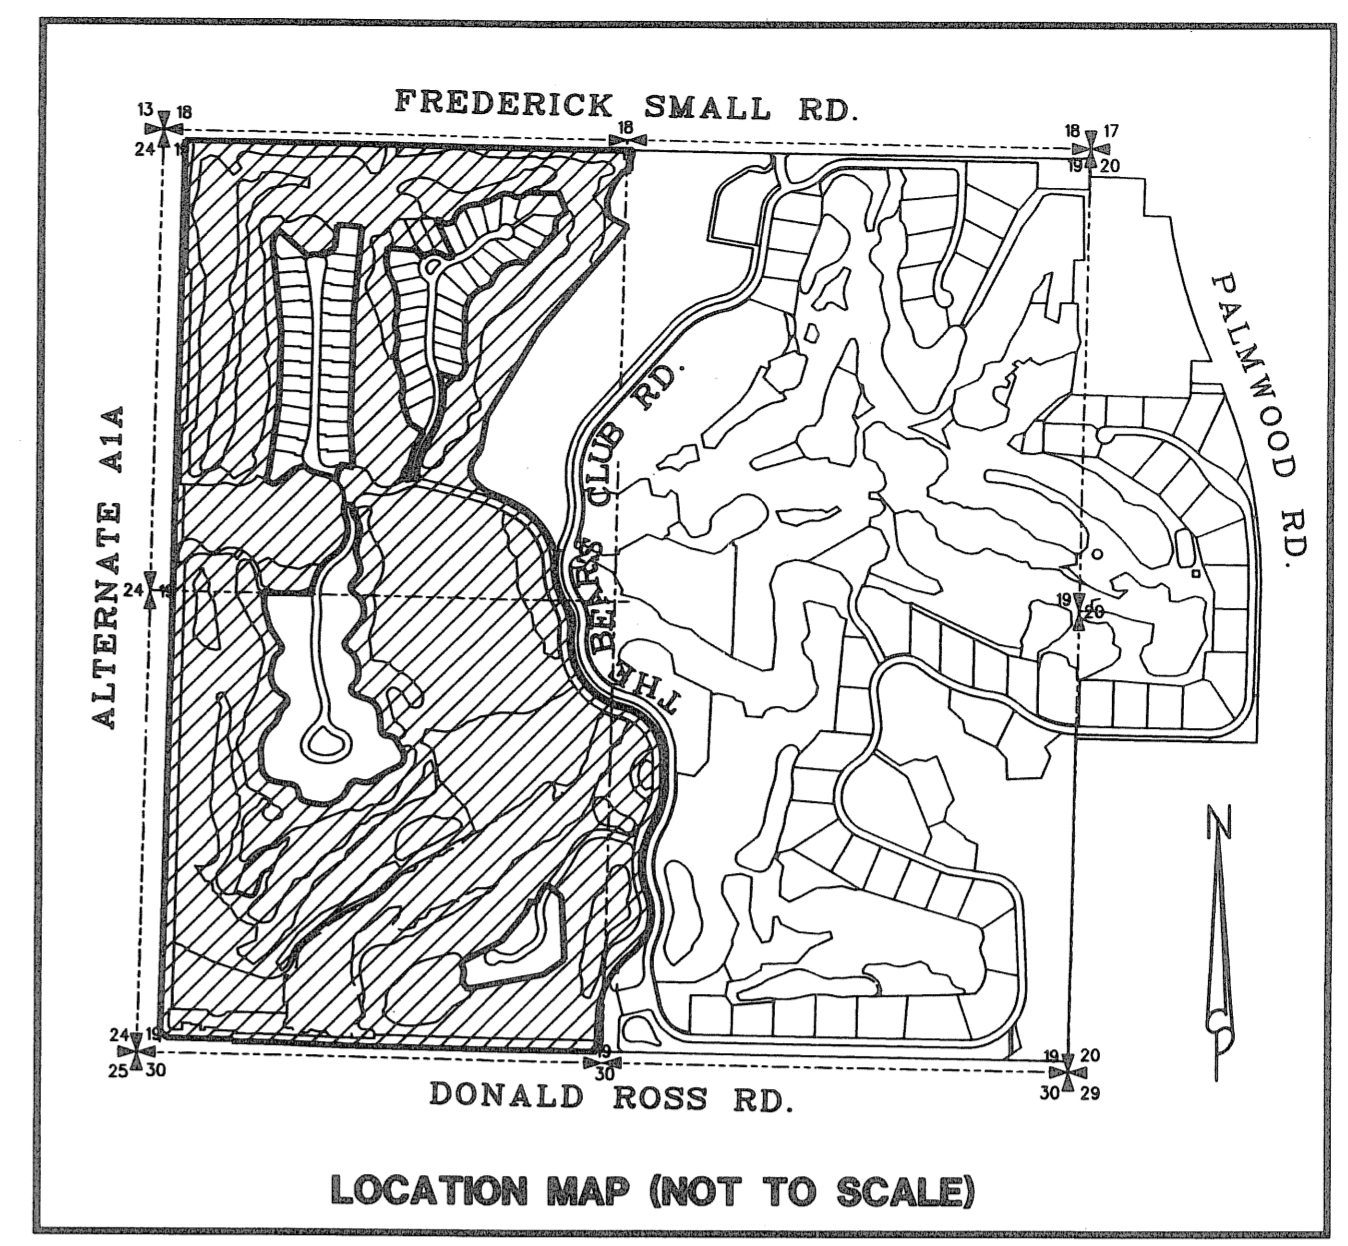 FREDERICK SMALL RD.
13 18
18
18 17
24 19
19 20
PALMWOOD RD.
THE BEAR'S CLUB RD.
ALTERNATE A1A
24 19
19 20
N
24 19
19
19 20
25 30
30
30 29
DONALD ROSS RD.
LOCATION MAP (NOT TO SCALE)